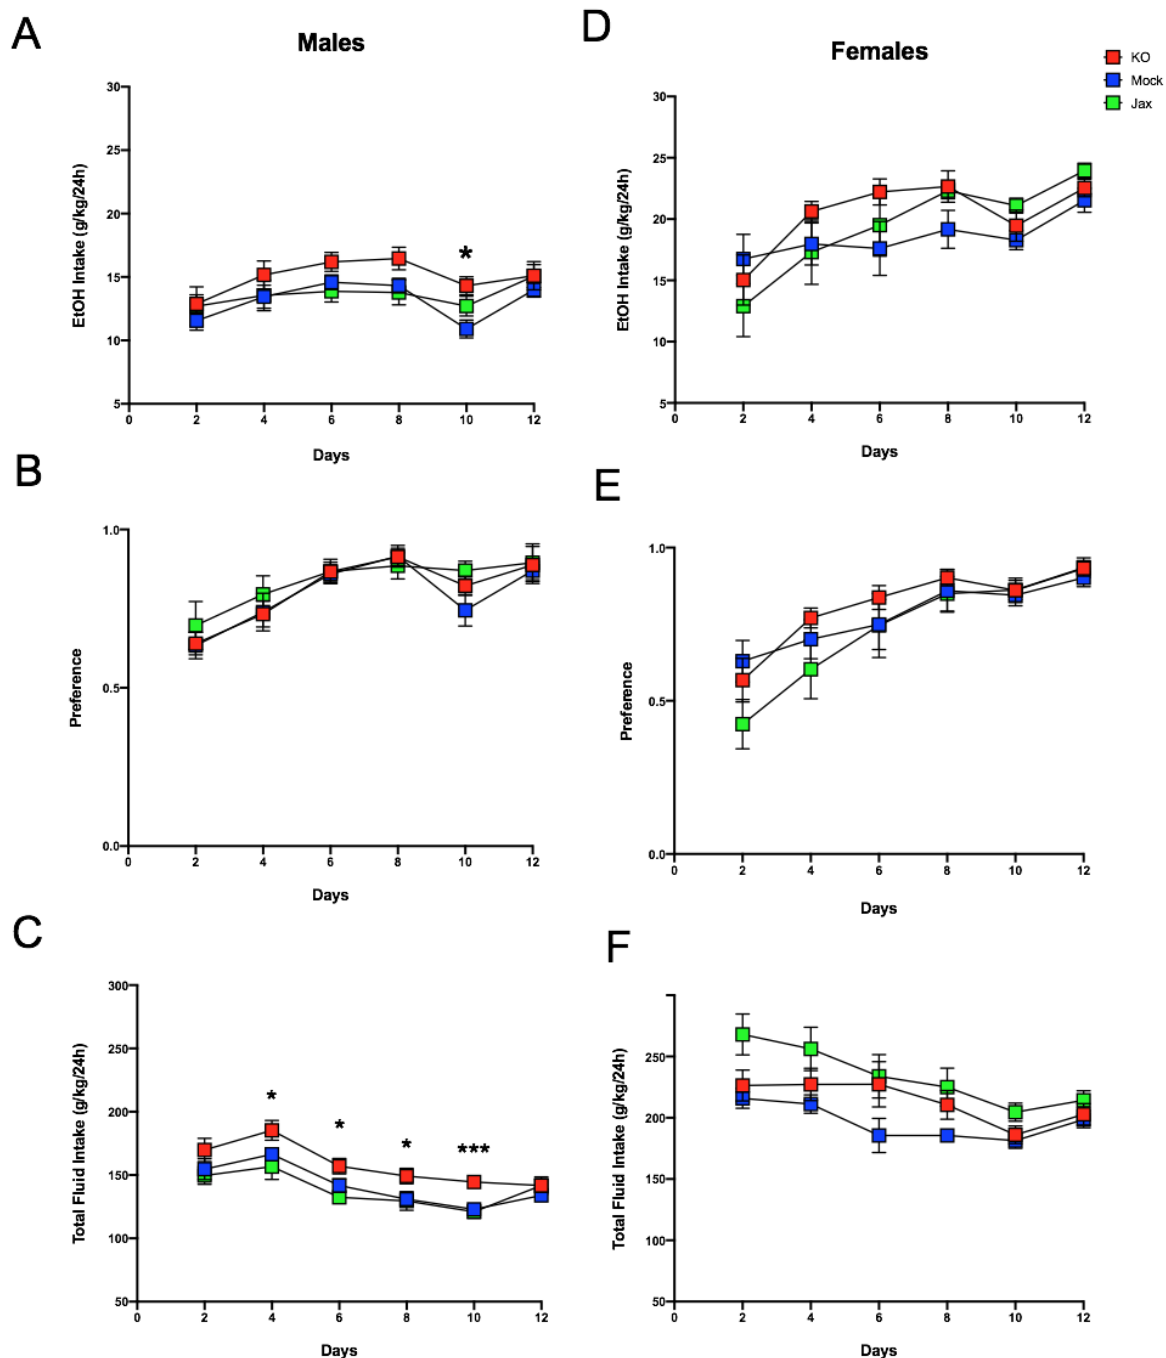 A
Males
30
25
20
15
10
5
EtOH Intake (g/kg/24h)
*
0 2 4 6 8 10 12
Days
D
Females
KO
Mock
Jax
30
25
20
15
10
5
EtOH Intake (g/kg/24h)
0 2 4 6 8 10 12
Days
B
1.0
0.5
0.0
Preference
0 2 4 6 8 10 12
Days
E
1.0
0.5
0.0
Preference
0 2 4 6 8 10 12
Days
C
300
250
200
150
100
50
Total Fluid Intake (g/kg/24h)
* * * ***
0 2 4 6 8 10 12
Days
F
250
200
150
100
50
Total Fluid Intake (g/kg/24h)
0 2 4 6 8 10 12
Days